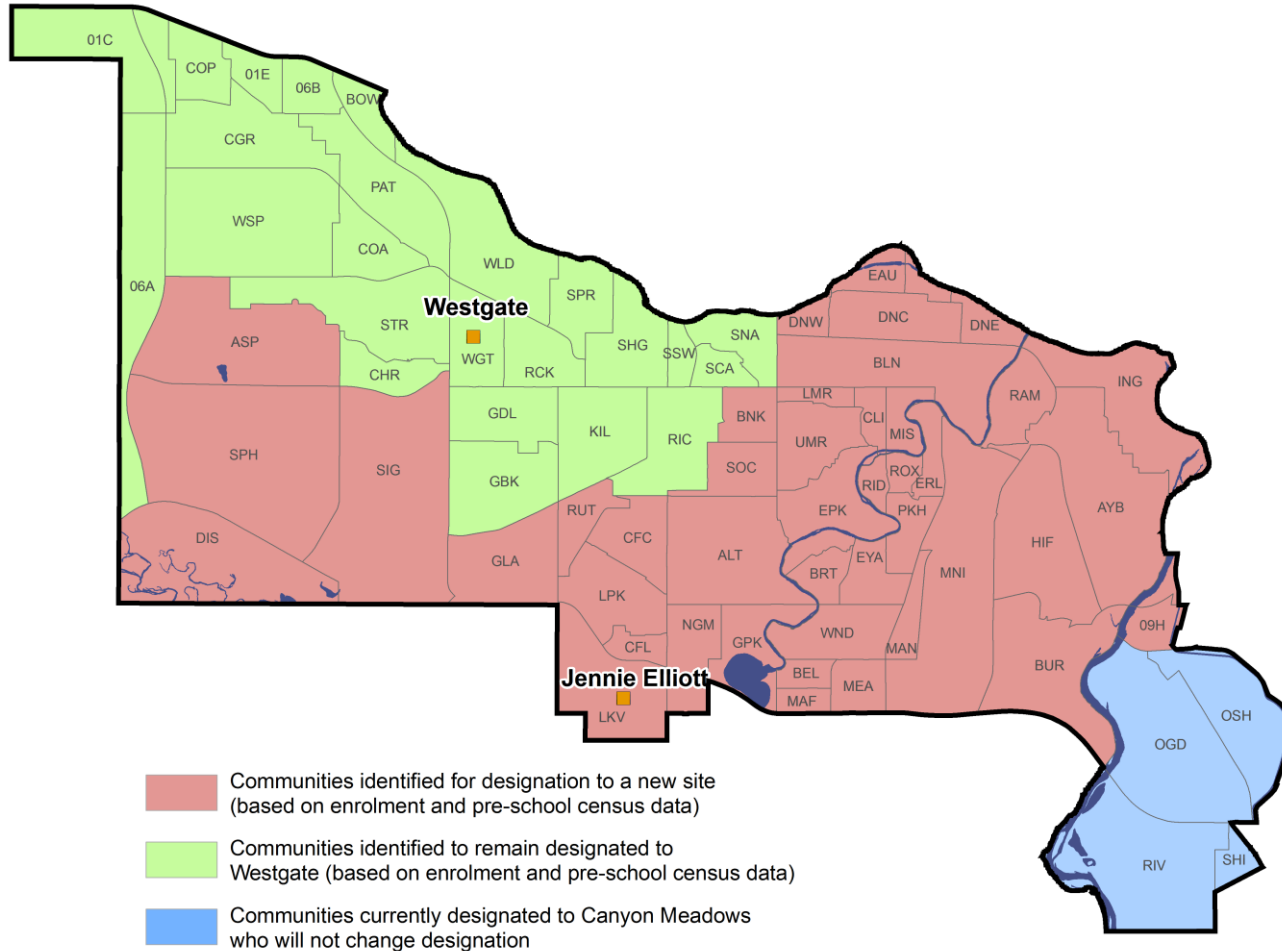 01C
COP
01E
06B
BOW
CGR
PAT
WSP
COA
WLD
06A
SPR
EAU
Westgate
STR
DNW
DNC
DNE
ASP
WGT
SHG
SSW
SNA
SCA
BLN
ING
CHR
RCK
LMR
CLI
RAM
GDL
KIL
RIC
BNK
UMR
MIS
SPH
SIG
SOC
ROX
RID
ERL
GBK
RUT
EPK
PKH
AYB
DIS
CFC
HIF
GLA
ALT
EYA
BRT
MNI
LPK
NGM
WND
09H
CFL
GPK
MAN
BUR
Jennie Elliott
BEL
MEA
MAF
LKV
OSH
OGD
Communities identified for designation to a new site
(based on enrolment and pre-school census data)
Communities identified to remain designated to
Westgate (based on enrolment and pre-school census data)
RIV
SHI
Communities currently designated to Canyon Meadows
who will not change designation